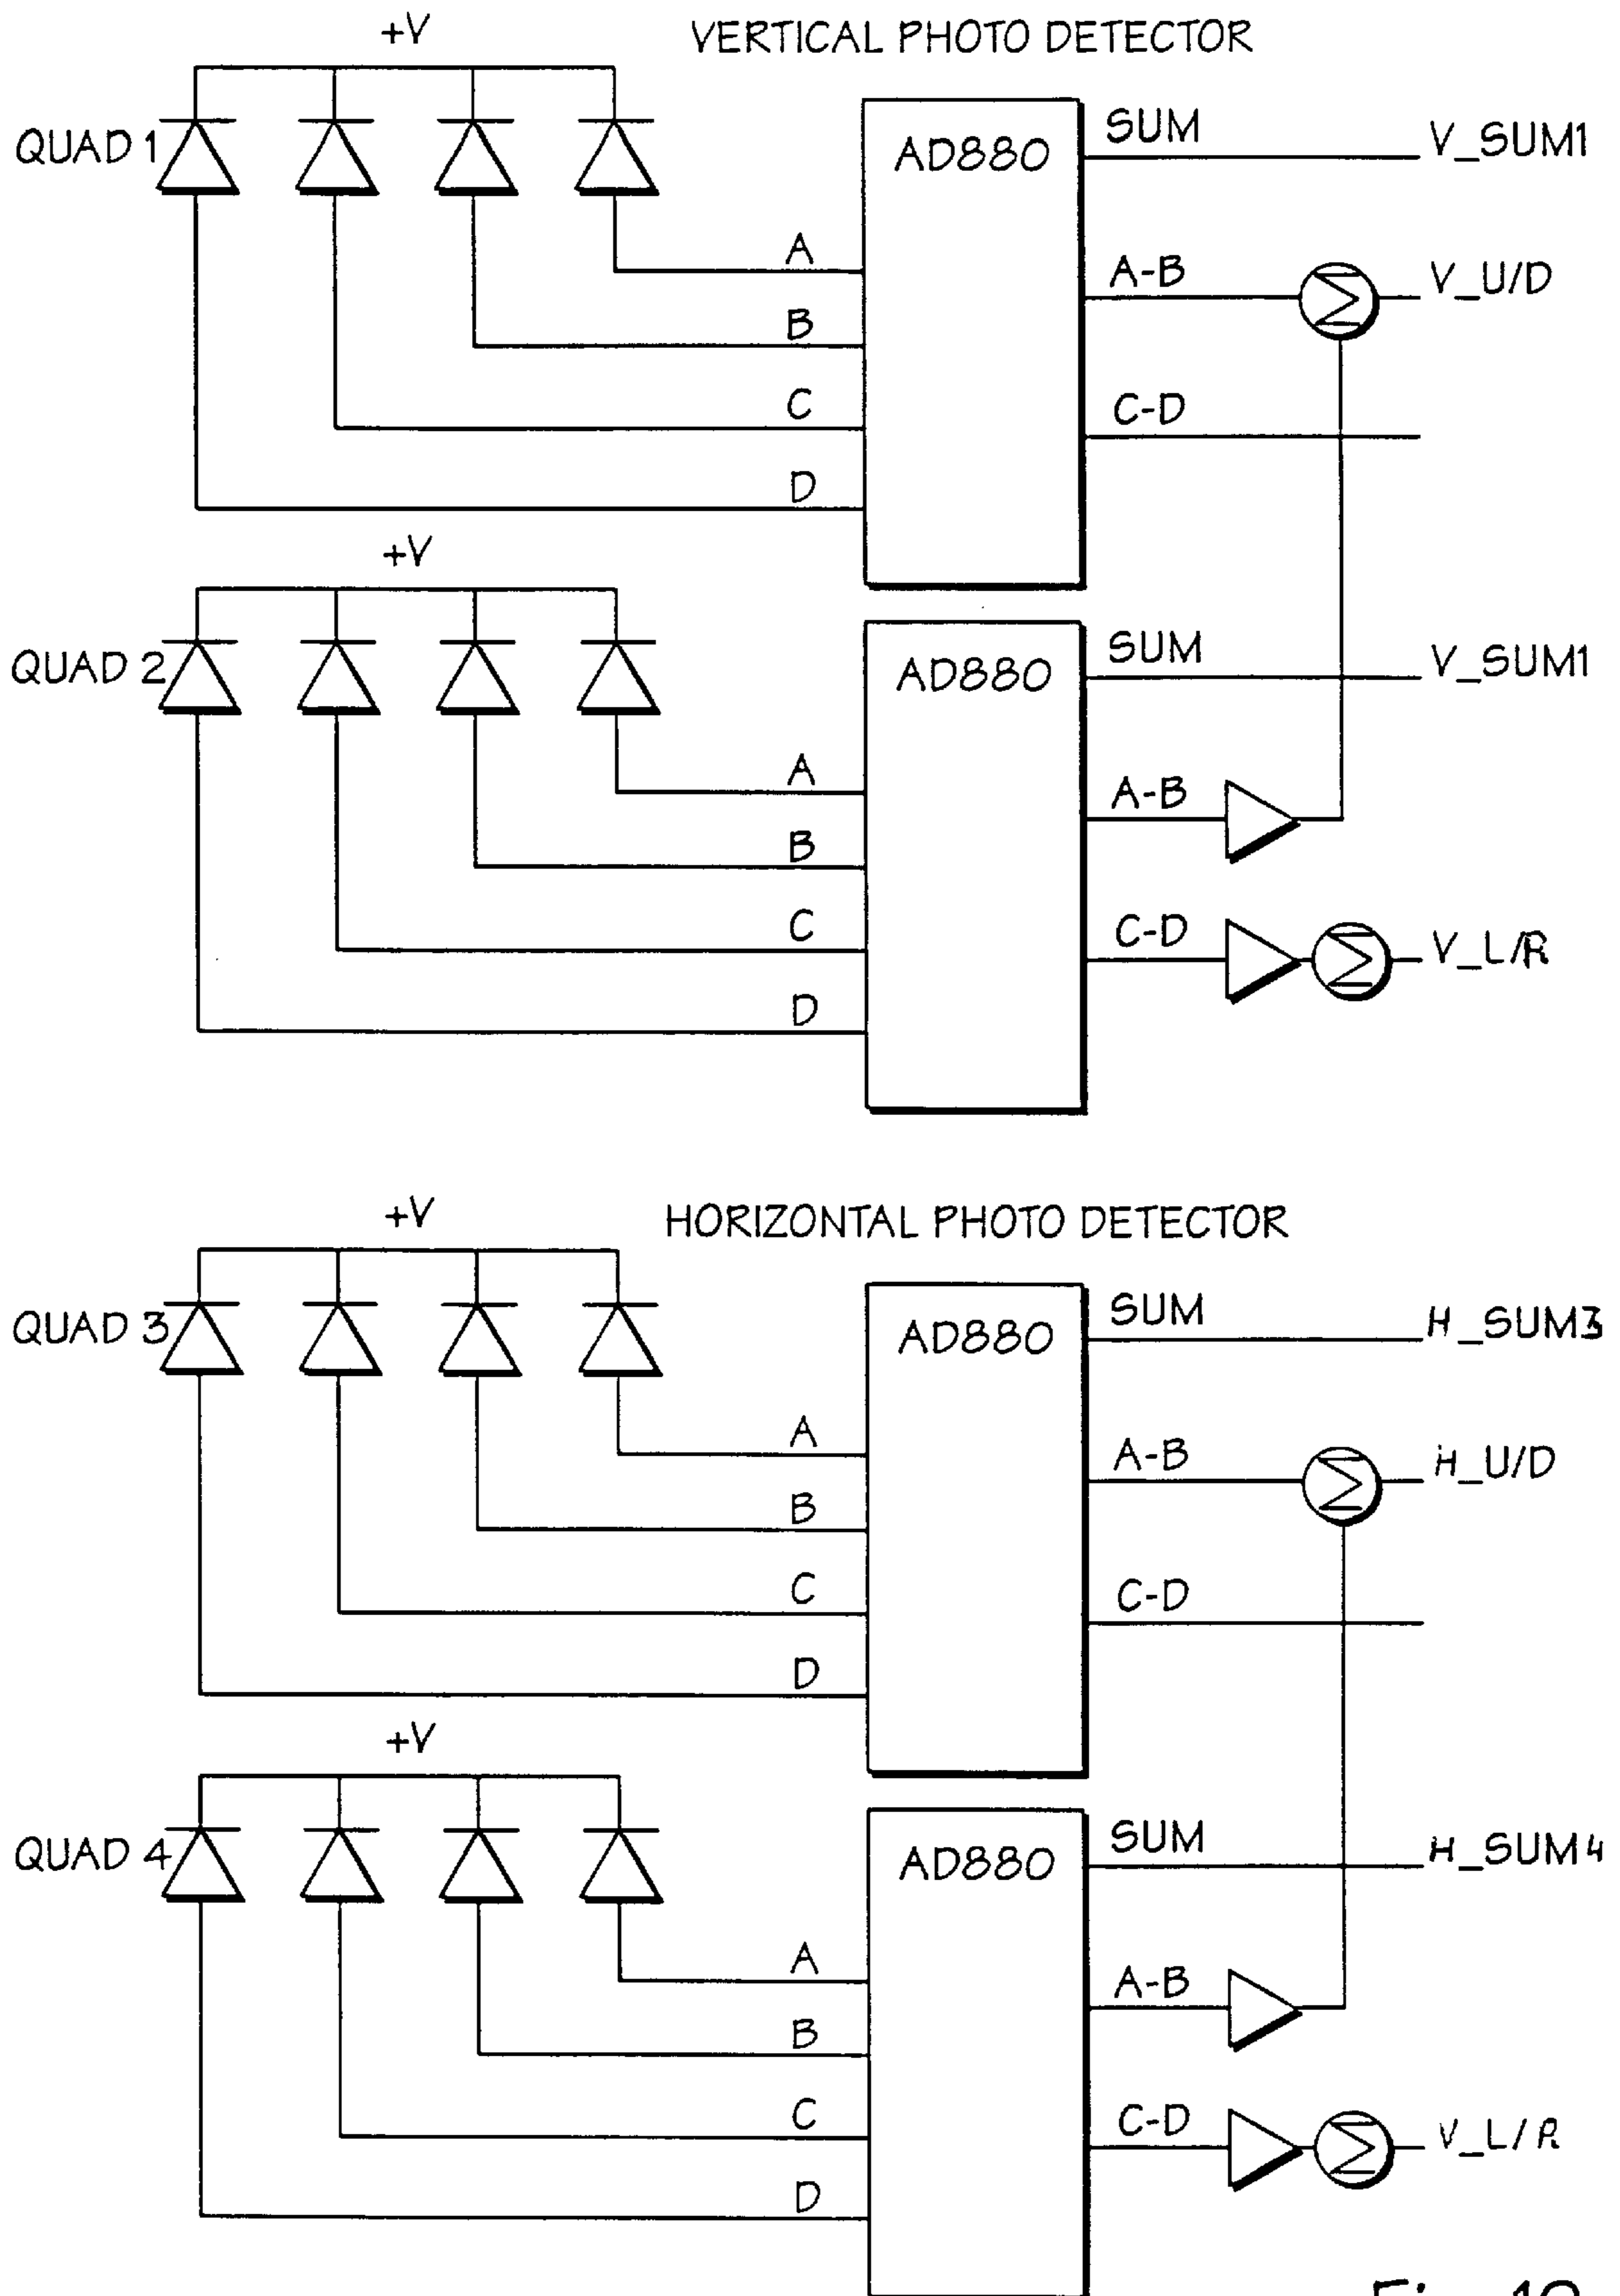 +V
VERTICAL PHOTO DETECTOR
QUAD 1
AD880
SUM
V_SUM1
A
A-B
V_U/D
B
C
C-D
D
+V
QUAD 2
AD880
SUM
V_SUM1
A
A-B
B
C
C-D
V_L/R
D
+V
HORIZONTAL PHOTO DETECTOR
QUAD 3
AD880
SUM
H_SUM3
A
A-B
H_U/D
B
C
C-D
D
+V
QUAD 4
AD880
SUM
H_SUM4
A
A-B
B
C
C-D
V_L/R
D